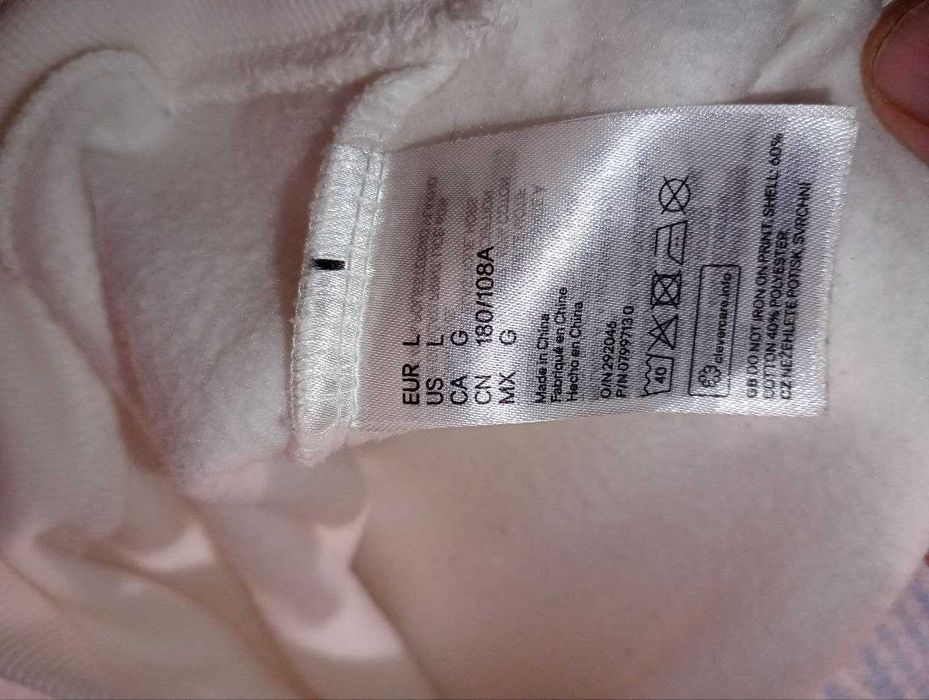 EUR L
US L
CA G
CN 180/108A
MX G
Made in China
Fabriqué en Chine
Hecho en China
O/N 292046
P/N 0799713 0
40
clevercare.info
GB DO NOT IRON ON PRINT. SHELL: 60%
COTTON 40% POLYESTER
CZ NEŽEHLETE POTISK. SVRCHNÍ